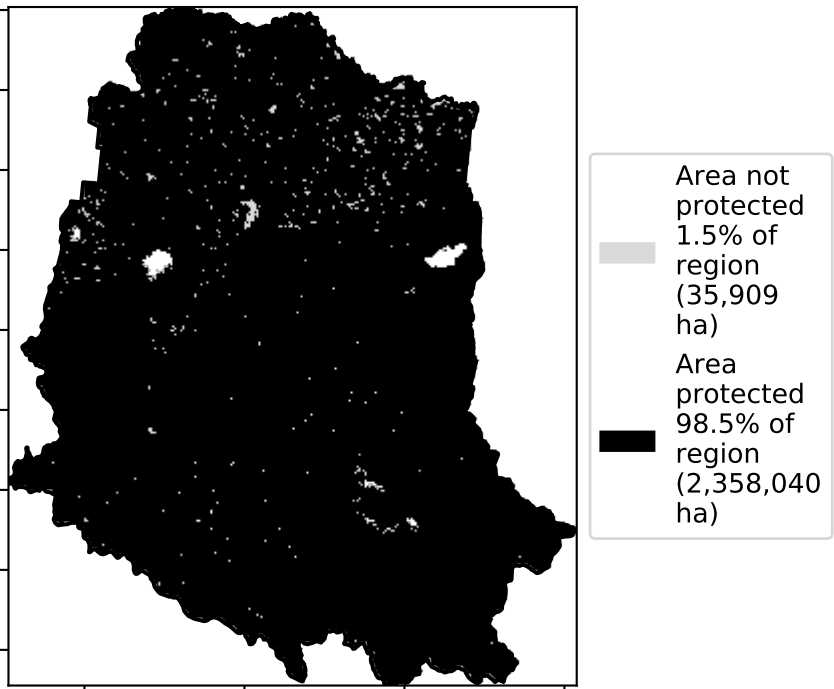 Area not
protected
1.5% of
region
(35,909
ha)
Area
protected
98.5% of
region
(2,358,040
ha)